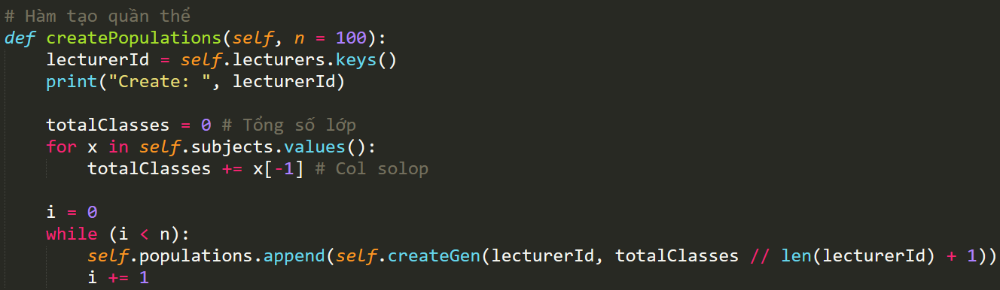 # Hàm tạo quần thể
def createPopulations(self, n = 100):
    lecturerId = self.lecturers.keys()
    print("Create: ", lecturerId)

    totalClasses = 0 # Tổng số lớp
    for x in self.subjects.values():
        totalClasses += x[-1] # Col solop

    i = 0
    while (i < n):
        self.populations.append(self.createGen(lecturerId, totalClasses // len(lecturerId) + 1))
        i += 1